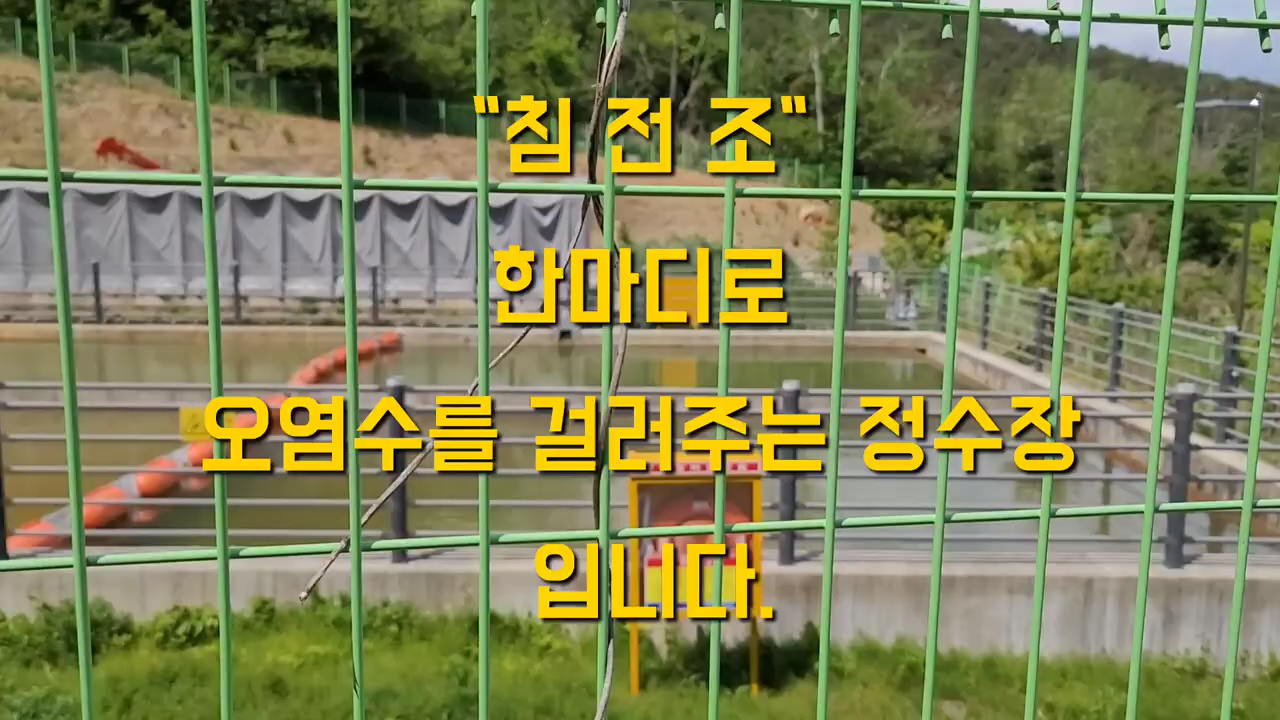 "침 전 조"
한마디로
오염수를 걸러주는 정수장
입니다.